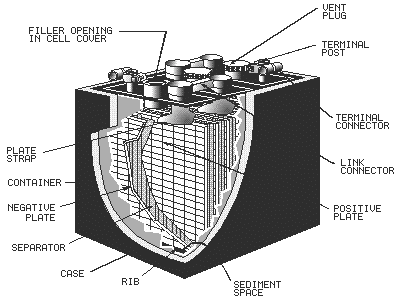 VENT
PLUG
FILLER OPENING
IN CELL COVER
TERMINAL
POST
TERMINAL
CONNECTOR
PLATE
STRAP
LINK
CONNECTOR
CONTAINER
NEGATIVE
PLATE
POSITIVE
PLATE
SEPARATOR
CASE
RIB
SEDIMENT
SPACE